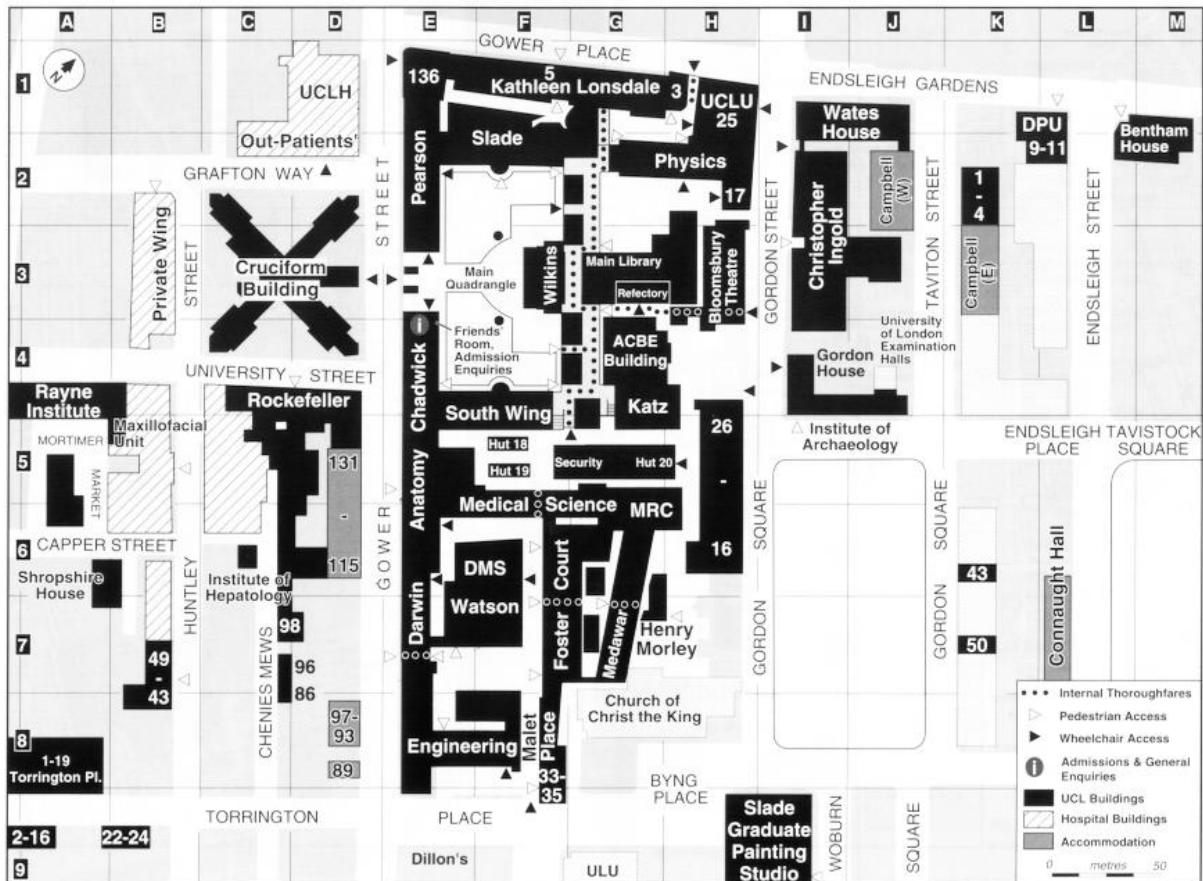 A B C D E F G H I J K L M
N
1
2
3
4
5
6
7
8
9
GOWER PLACE
ENDSLEIGH GARDENS
136
5
Kathleen Lonsdale
3
UCLU
25
UCLH
Out-Patients'
Slade
Pearson
Physics
17
Wates
House
DPU
9-11
Bentham
House
GRAFTON WAY
STREET
Campbell
(W)
1
-
4
Private Wing
STREET
Cruciform
Building
Main
Quadrangle
Wilkins
Main Library
Refectory
Bloomsbury
Theatre
GORDON STREET
Christopher
Ingold
TAVITON STREET
Campbell
(E)
ENDSLEIGH STREET
i
Friends'
Room,
Admission
Enquiries
ACBE
Building
University
of London
Examination
Halls
Gordon
House
UNIVERSITY STREET
Rayne
Institute
Maxillofacial
Unit
Rockefeller
Chadwick
South Wing
Katz
26
-
16
Institute of
Archaeology
ENDSLEIGH
PLACE
TAVISTOCK
SQUARE
MORTIMER
MARKET
131
-
115
Hut 18
Hut 19
Security
Hut 20
Anatomy
Medical Science
MRC
GOWER
CAPPER STREET
Shropshire
House
HUNTLEY
Institute of
Hepatology
DMS
Watson
Darwin
Foster Court
Medawar
Henry
Morley
GORDON SQUARE
GORDON SQUARE
43
50
Connaught Hall
98
96
86
49
-
43
CHENIES MEWS
97-
93
89
Church of
Christ the King
1-19
Torrington Pl.
Engineering
Malet
Place
33-
35
BYNG
PLACE
TORRINGTON PLACE
2-16
22-24
Dillon's
ULU
Slade
Graduate
Painting
Studio
WOBURN
SQUARE
Internal Thoroughfares
Pedestrian Access
Wheelchair Access
i
Admissions & General
Enquiries
UCL Buildings
Hospital Buildings
Accommodation
0 metres 50